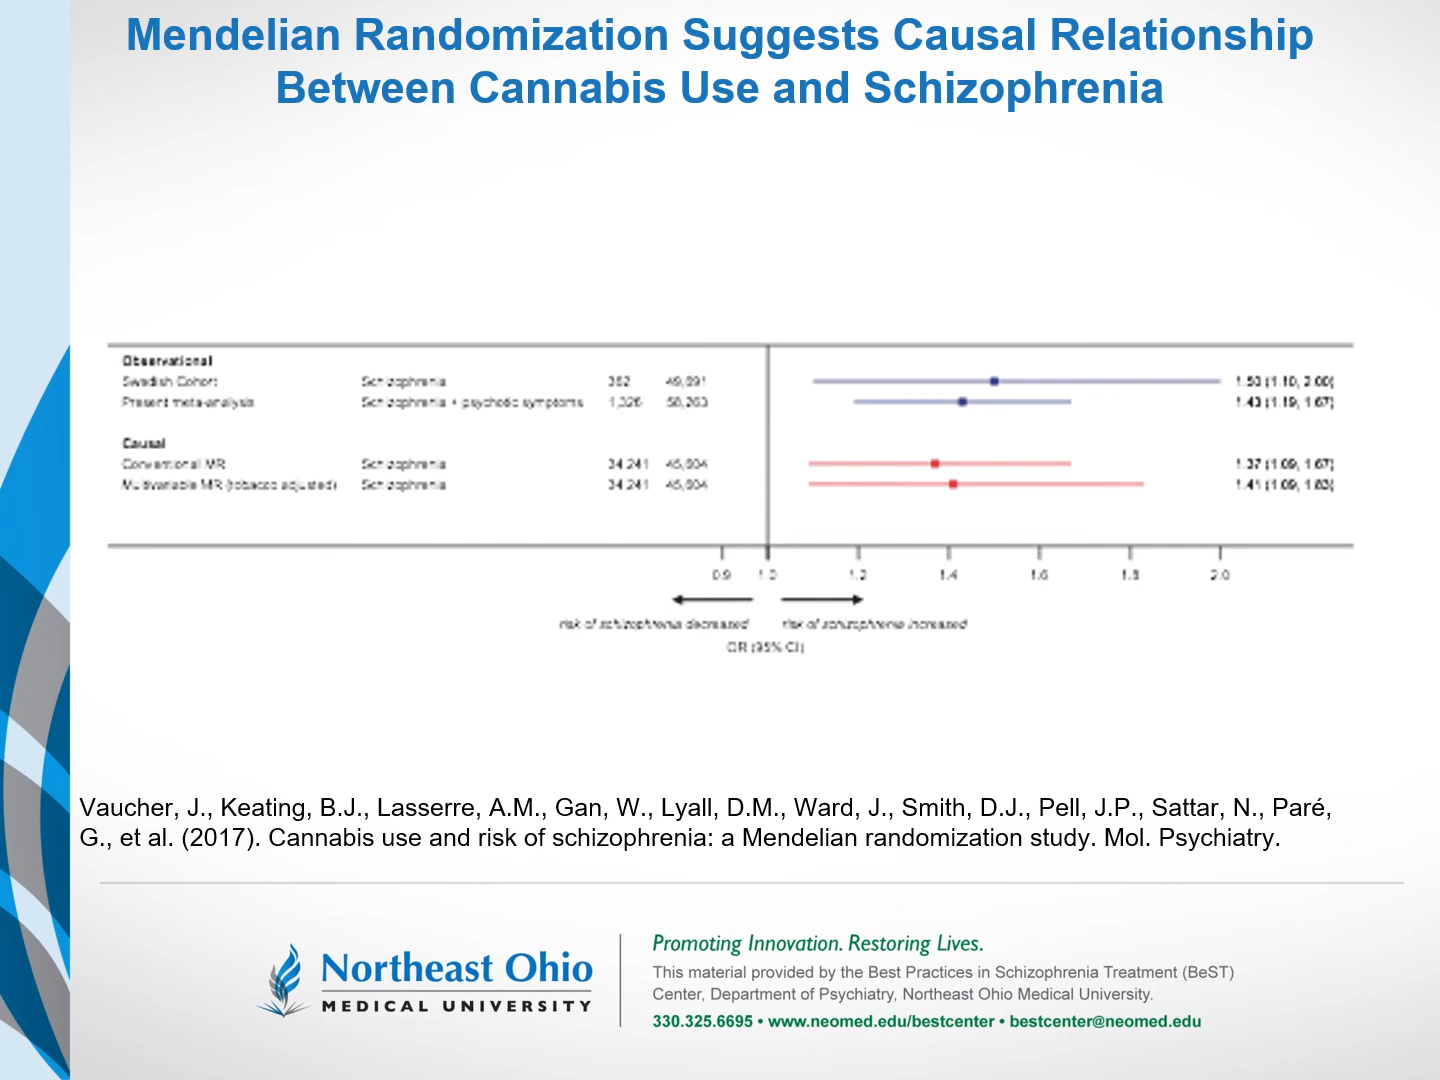 Mendelian Randomization Suggests Causal Relationship
Between Cannabis Use and Schizophrenia
Observational
Swedish Cohort Schizophrenia 1.50 (1.10, 2.00)
Present meta-analysis Schizophrenia + psychotic symptoms 1.43 (1.19, 1.67)
Causal
Conventional MR Schizophrenia 34,241 1.37 (1.09, 1.67)
Multivariable MR (tobacco adjusted) Schizophrenia 34,241 1.41 (1.09, 1.83)
0.9 1.0 1.2 1.4 1.6 1.8 2.0
risk of schizophrenia decreased risk of schizophrenia increased
OR (95% CI)
Vaucher, J., Keating, B.J., Lasserre, A.M., Gan, W., Lyall, D.M., Ward, J., Smith, D.J., Pell, J.P., Sattar, N., Paré,
G., et al. (2017). Cannabis use and risk of schizophrenia: a Mendelian randomization study. Mol. Psychiatry.
Northeast Ohio
MEDICAL UNIVERSITY
Promoting Innovation. Restoring Lives.
This material provided by the Best Practices in Schizophrenia Treatment (BeST)
Center, Department of Psychiatry, Northeast Ohio Medical University.
330.325.6695 • www.neomed.edu/bestcenter • bestcenter@neomed.edu